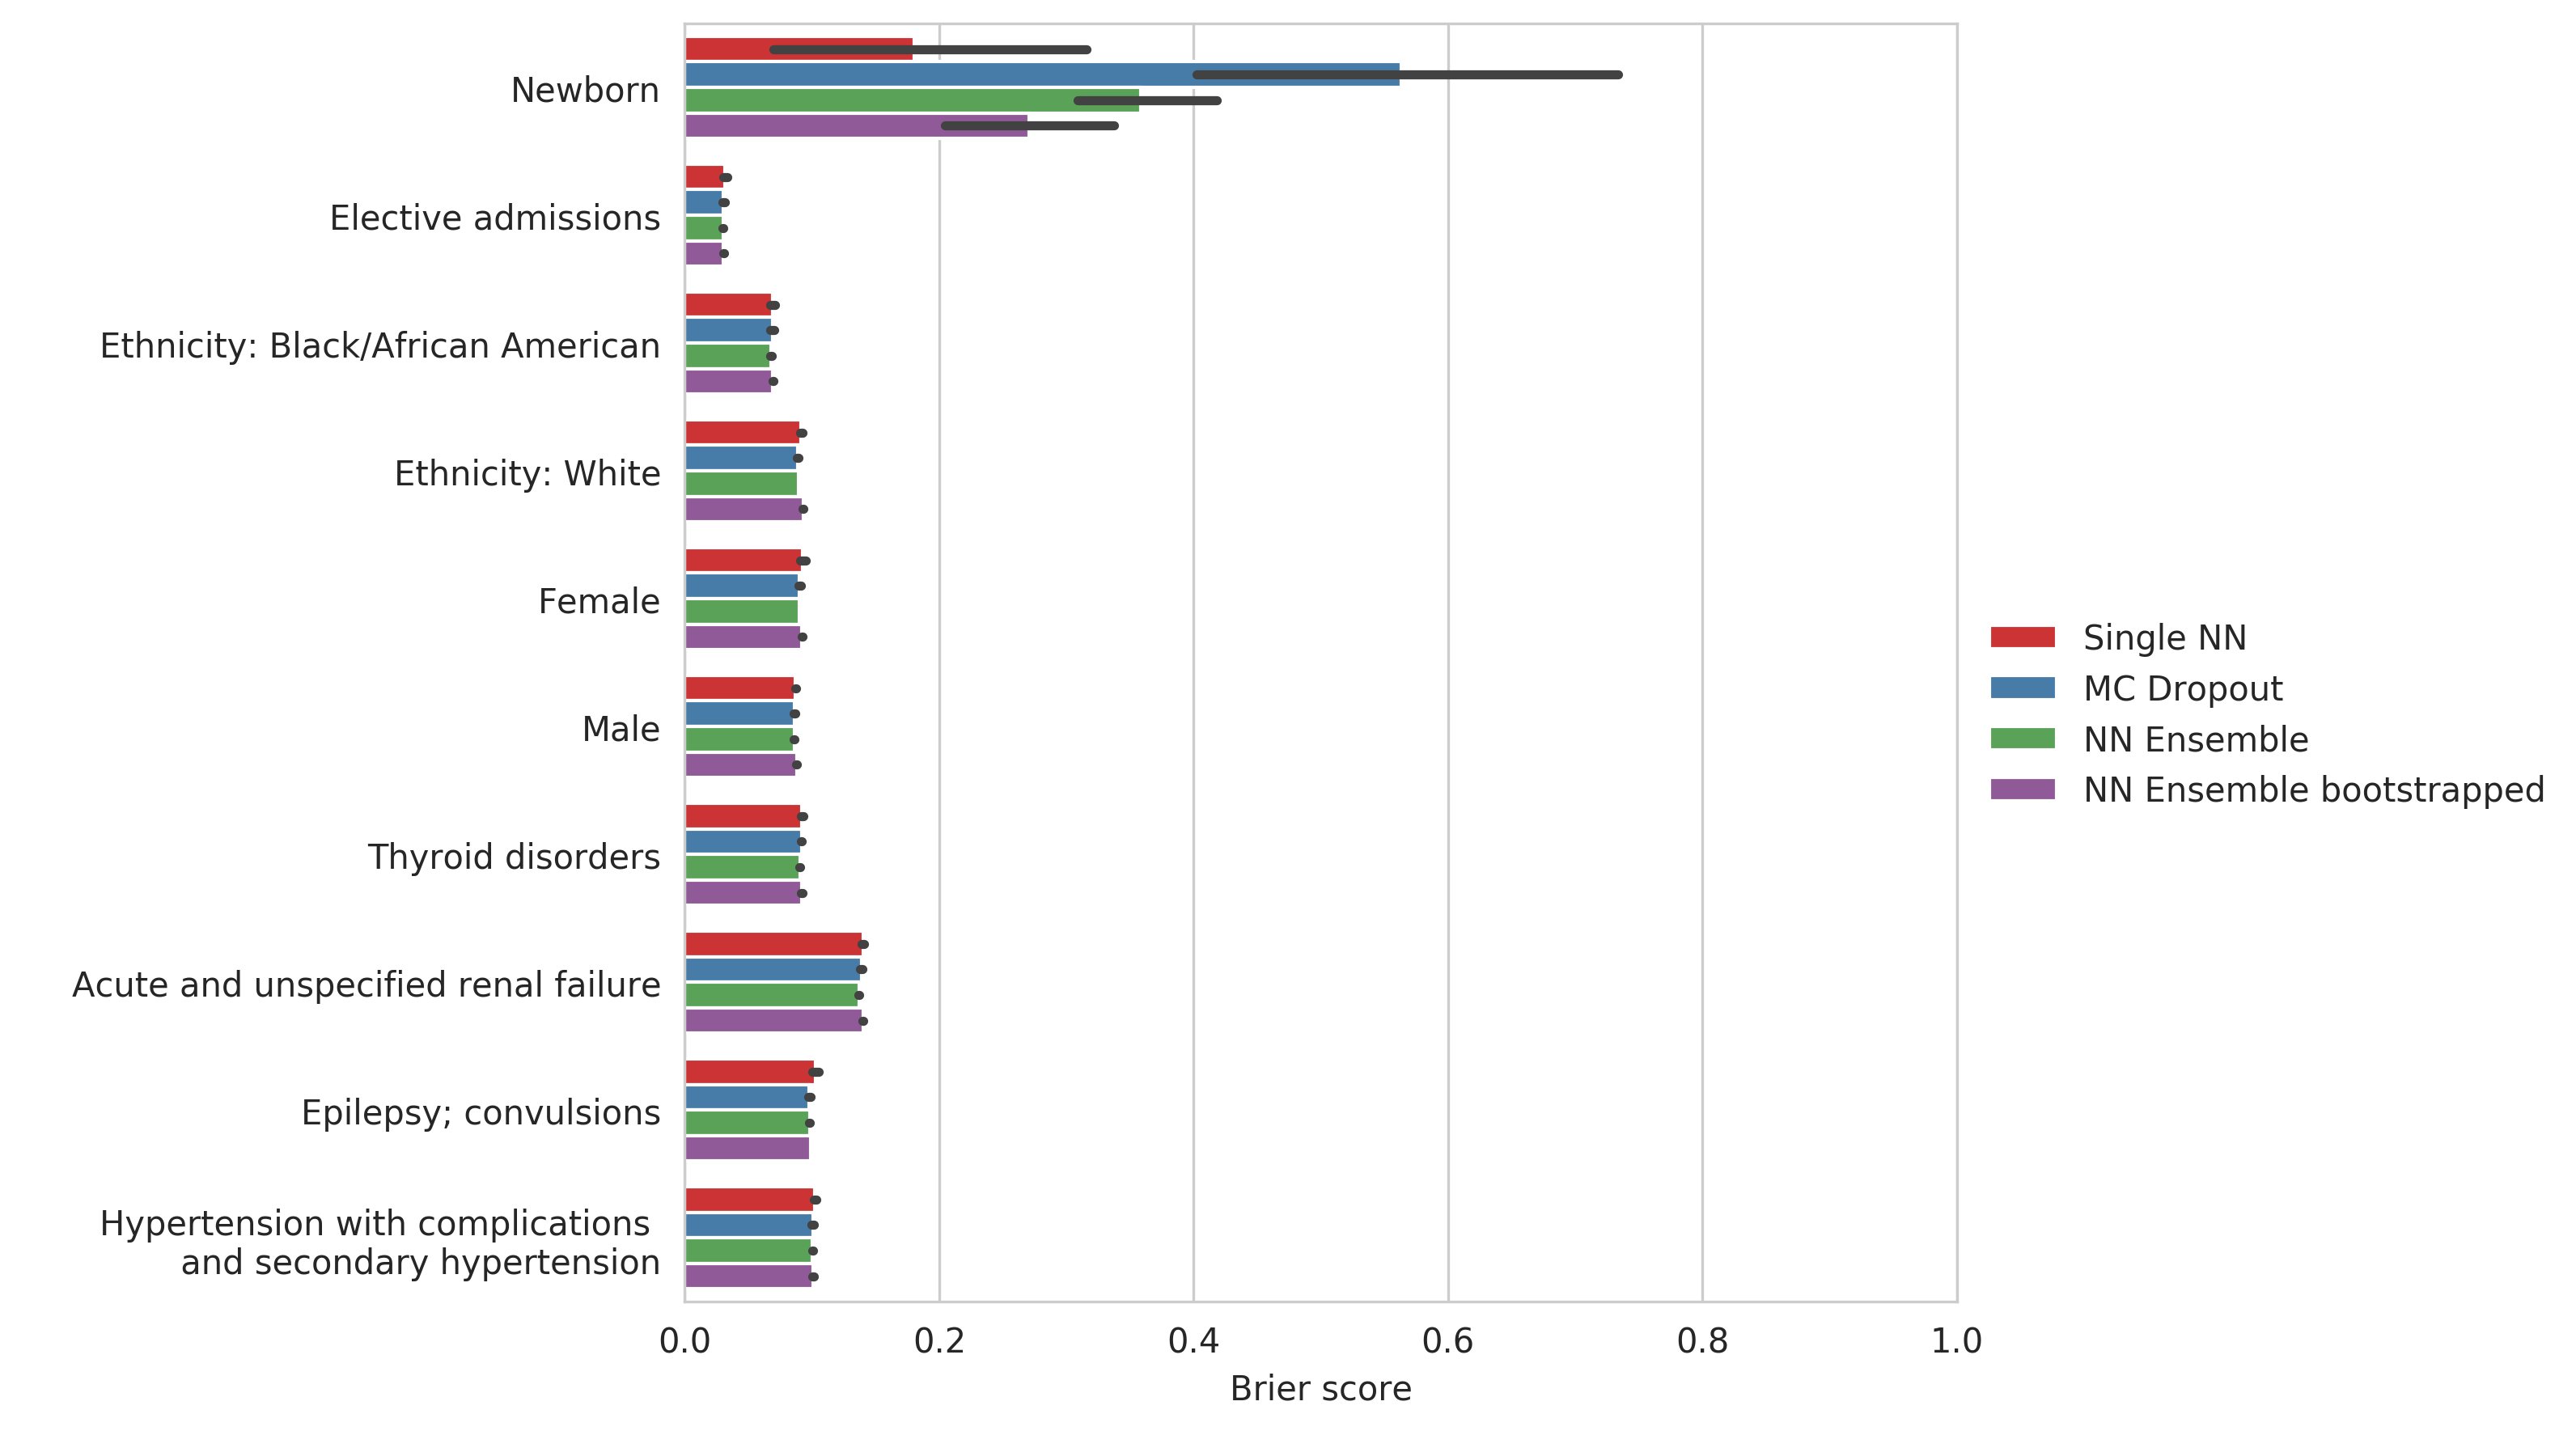 Newborn
Elective admissions
Ethnicity: Black/African American
Ethnicity: White
Female
Male
Thyroid disorders
Acute and unspecified renal failure
Epilepsy; convulsions
Hypertension with complications
and secondary hypertension
0.0 0.2 0.4 0.6 0.8 1.0
Brier score
Single NN
MC Dropout
NN Ensemble
NN Ensemble bootstrapped